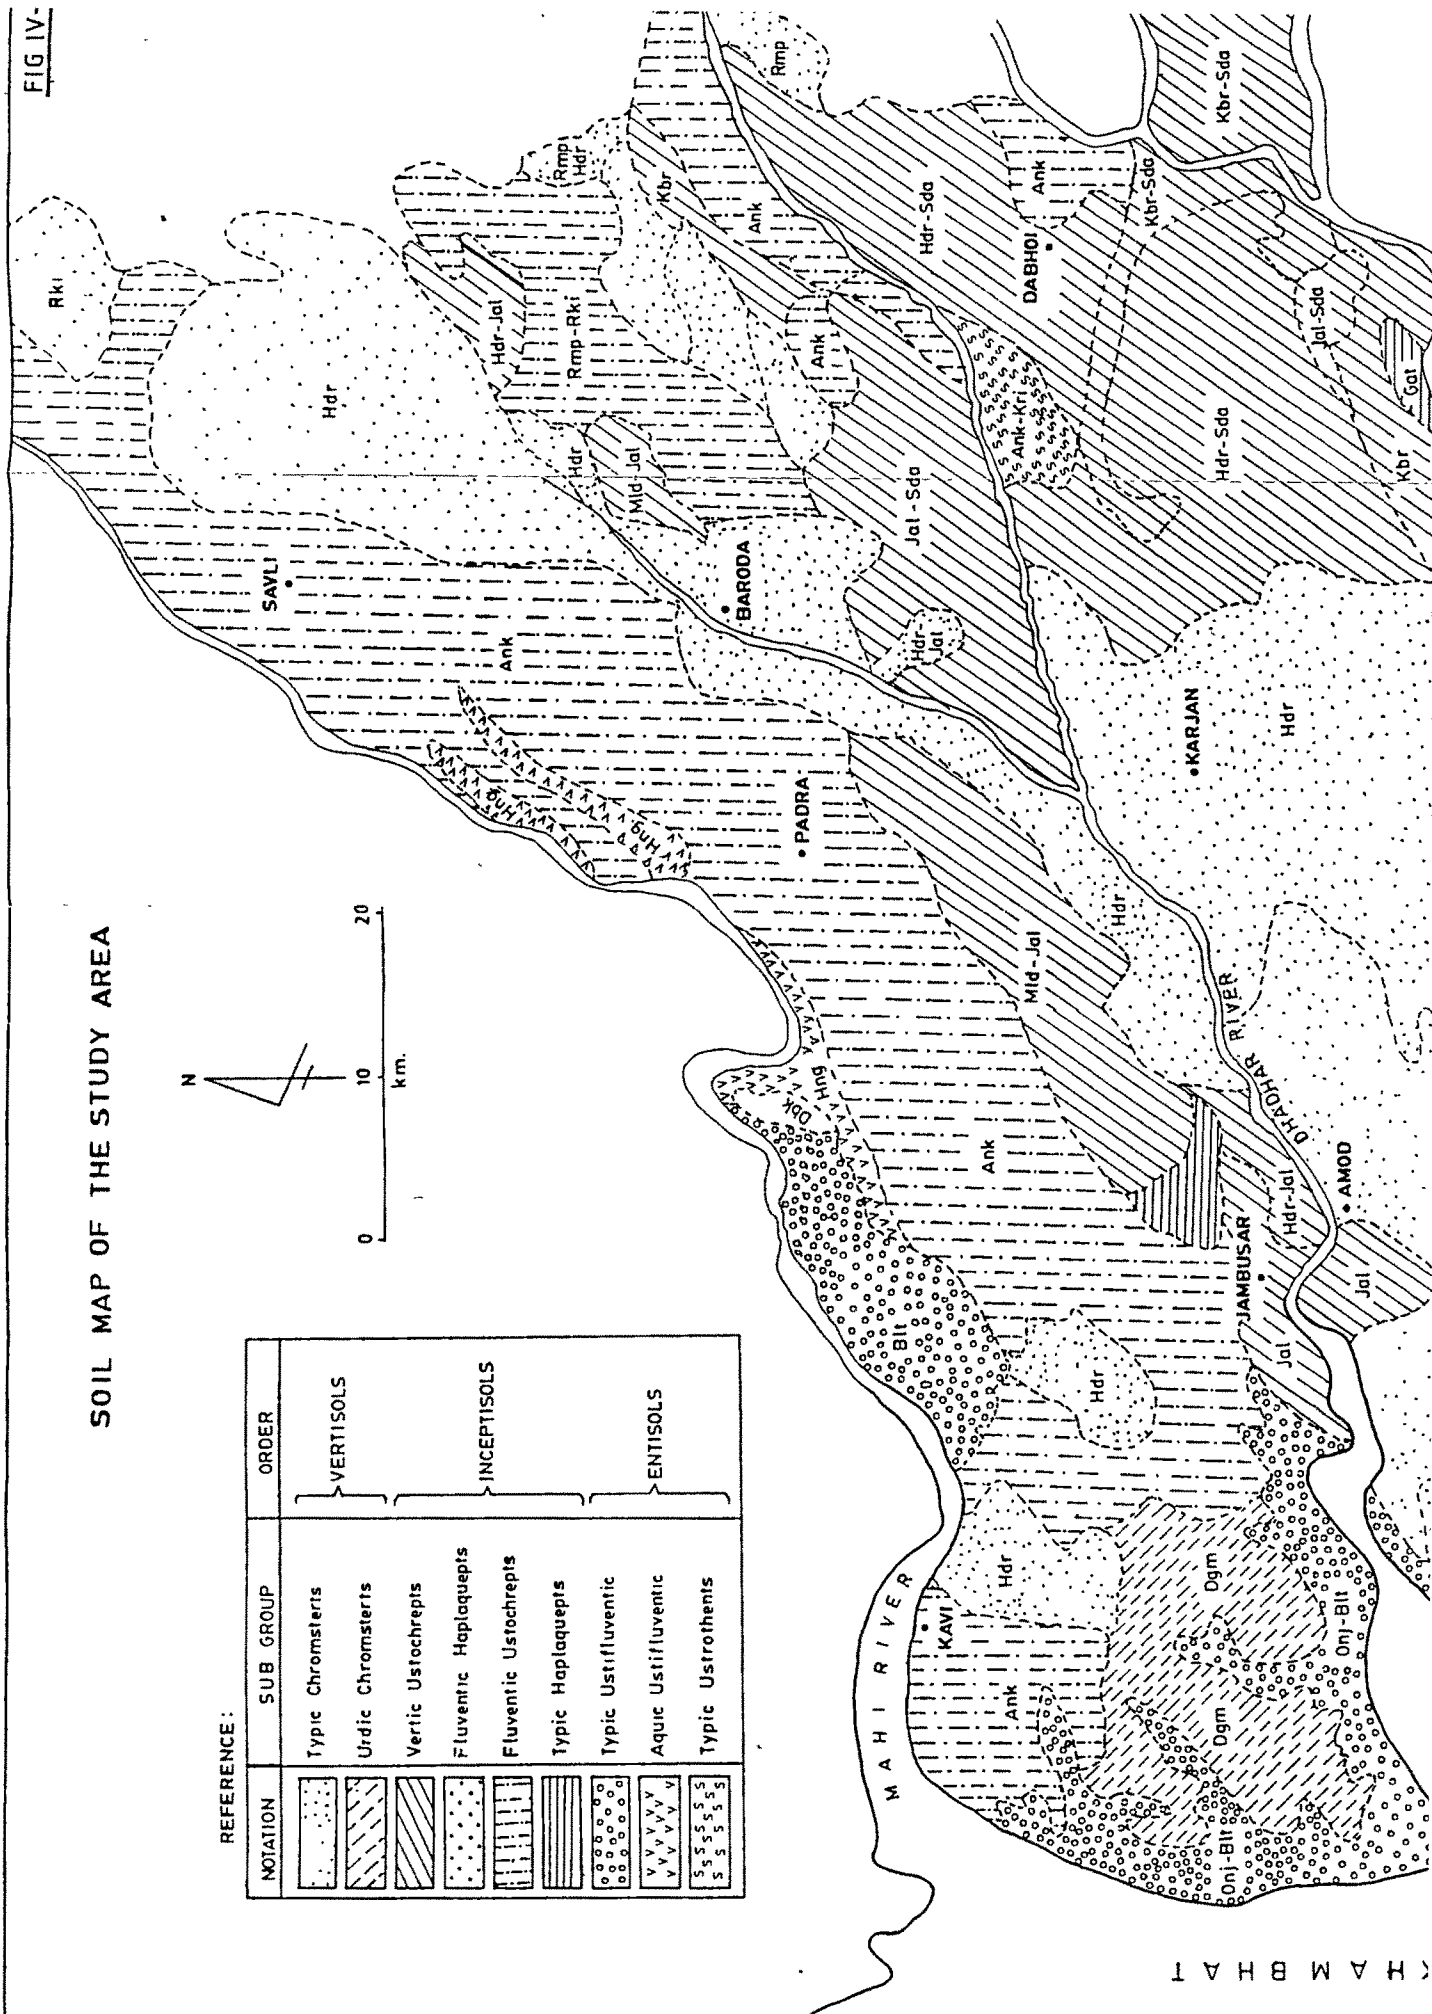 FIG IV-
SOIL MAP OF THE STUDY AREA
N
0 10 20
km.
REFERENCE:
NOTATION SUB GROUP ORDER
Typic Chromsterts
Urdic Chromsterts
VERTISOLS
Vertic Ustochrepts
Fluventic Haplaquepts
Fluventic Ustochrepts
Typic Haplaquepts
INCEPTISOLS
Typic Ustifluventic
Aquic Ustifluventic
Typic Ustrothents
ENTISOLS
Rki
Hdr
SAVLI
Ank
Hdr-Jal
Rmp
Hdr
Rmp-Rki
Kbr
Rmp
Hdr
Mld-Jal
Ank
Ank
Hng
Hng
BARODA
PADRA
Jal-Sda
Hdr
Jal
Hdr-Sda
Ank
DABHOI
Kbr-Sda
Kbr-Sda
Ank-Kri
Hdr-Sda
Jal-Sda
Gat
Kbr
KARJAN
Hdr
Hdr
Mld-Jal
Dbk
Hng
Ank
DHADHAR RIVER
AMOD
Hdr-Jal
JAMBUSAR
Jal
Jal
Blt
Hdr
Hdr
KAVI
MAHI RIVER
Ank
Dgm
Dgm
Onj-Blt
Onj-Blt
KHAMBHAT